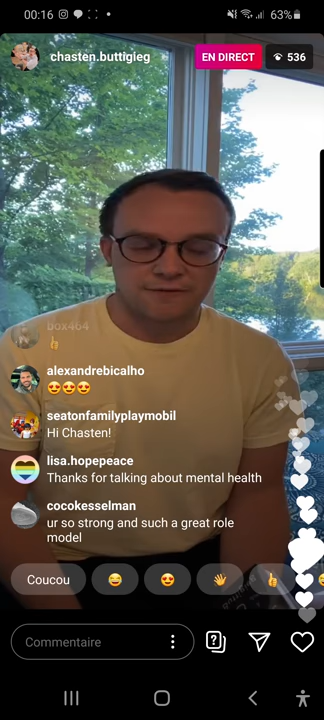 00:16
63%
chasten.buttigieg
EN DIRECT
536
box464
alexandrebicalho
seatonfamilyplaymobil
Hi Chasten!
lisa.hopepeace
Thanks for talking about mental health
cocokesselman
ur so strong and such a great role
model
Coucou
Commentaire